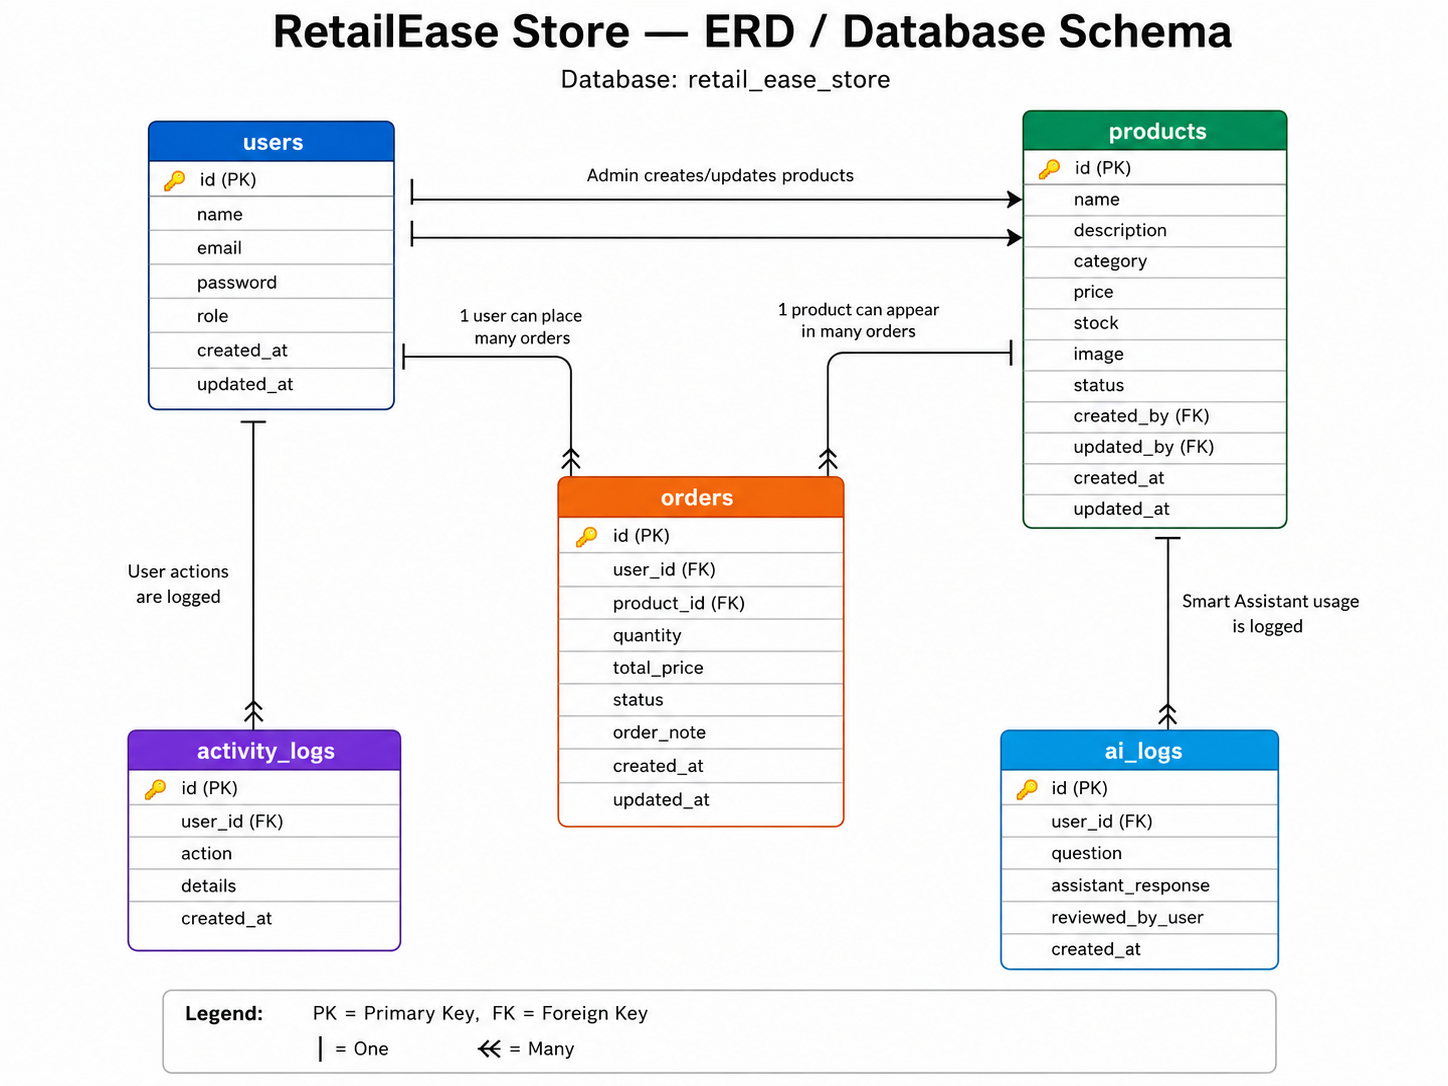 RetailEase Store — ERD / Database Schema
Database: retail_ease_store
users
id (PK)
name
email
password
role
created_at
updated_at
Admin creates/updates products
products
id (PK)
name
description
category
price
stock
image
status
created_by (FK)
updated_by (FK)
created_at
updated_at
1 user can place
many orders
1 product can appear
in many orders
orders
id (PK)
user_id (FK)
product_id (FK)
quantity
total_price
status
order_note
created_at
updated_at
User actions
are logged
Smart Assistant usage
is logged
activity_logs
id (PK)
user_id (FK)
action
details
created_at
ai_logs
id (PK)
user_id (FK)
question
assistant_response
reviewed_by_user
created_at
Legend: PK = Primary Key, FK = Foreign Key
= One = Many